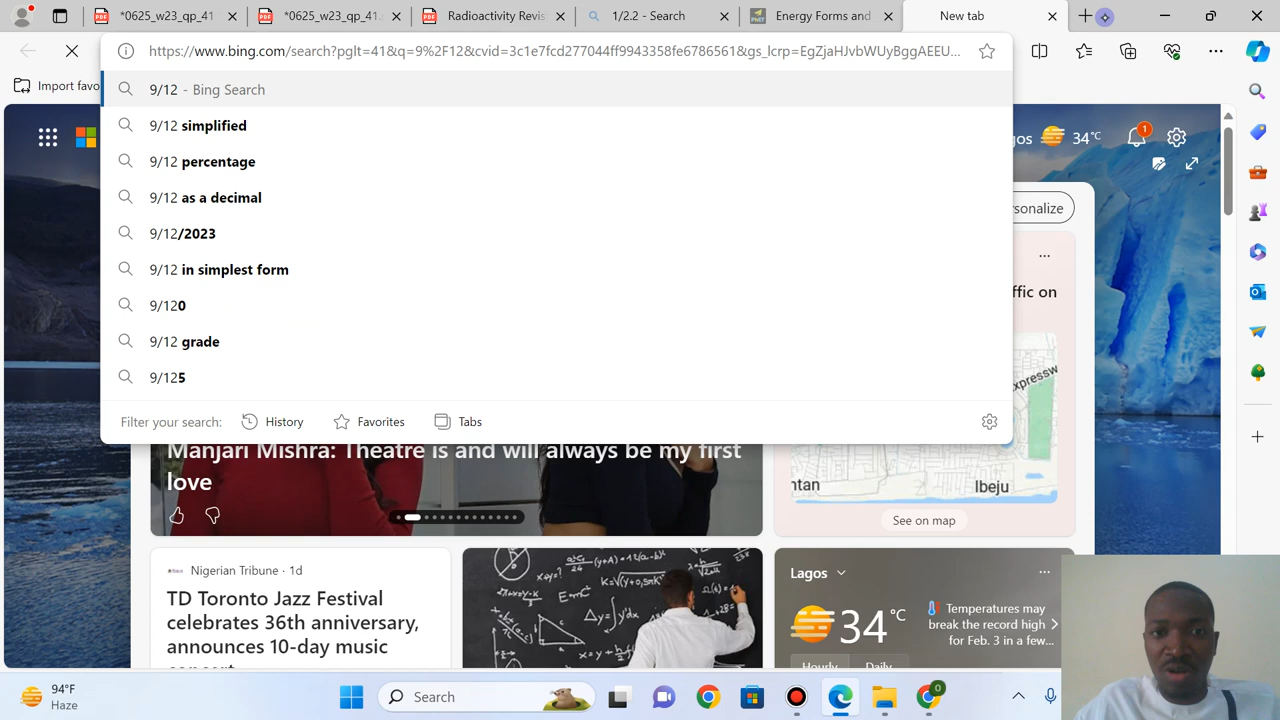 *0625_w23_qp_41
*0625_w23_qp_41.
Radioactivity Revis
1/2.2 - Search
Energy Forms and
New tab
https://www.bing.com/search?pglt=41&q=9%2F12&cvid=3c1e7fcd277044ff9943358fe6786561&gs_lcrp=EgZjaHJvbWUyBggAEEU...
Import favo
9/12 - Bing Search
9/12 simplified
9/12 percentage
9/12 as a decimal
9/12/2023
9/12 in simplest form
9/120
9/12 grade
9/125
Filter your search: History Favorites Tabs
gos 34°C 1
sonalize
ffic on
Expressw
ntan
Ibeju
See on map
Manjari Mishra: Theatre is and will always be my first
love
Nigerian Tribune · 1d
TD Toronto Jazz Festival
celebrates 36th anniversary,
announces 10-day music
concert
Lagos
34°C
Temperatures may
break the record high
for Feb. 3 in a few...
Hourly Daily
94°F
Haze
Search
0